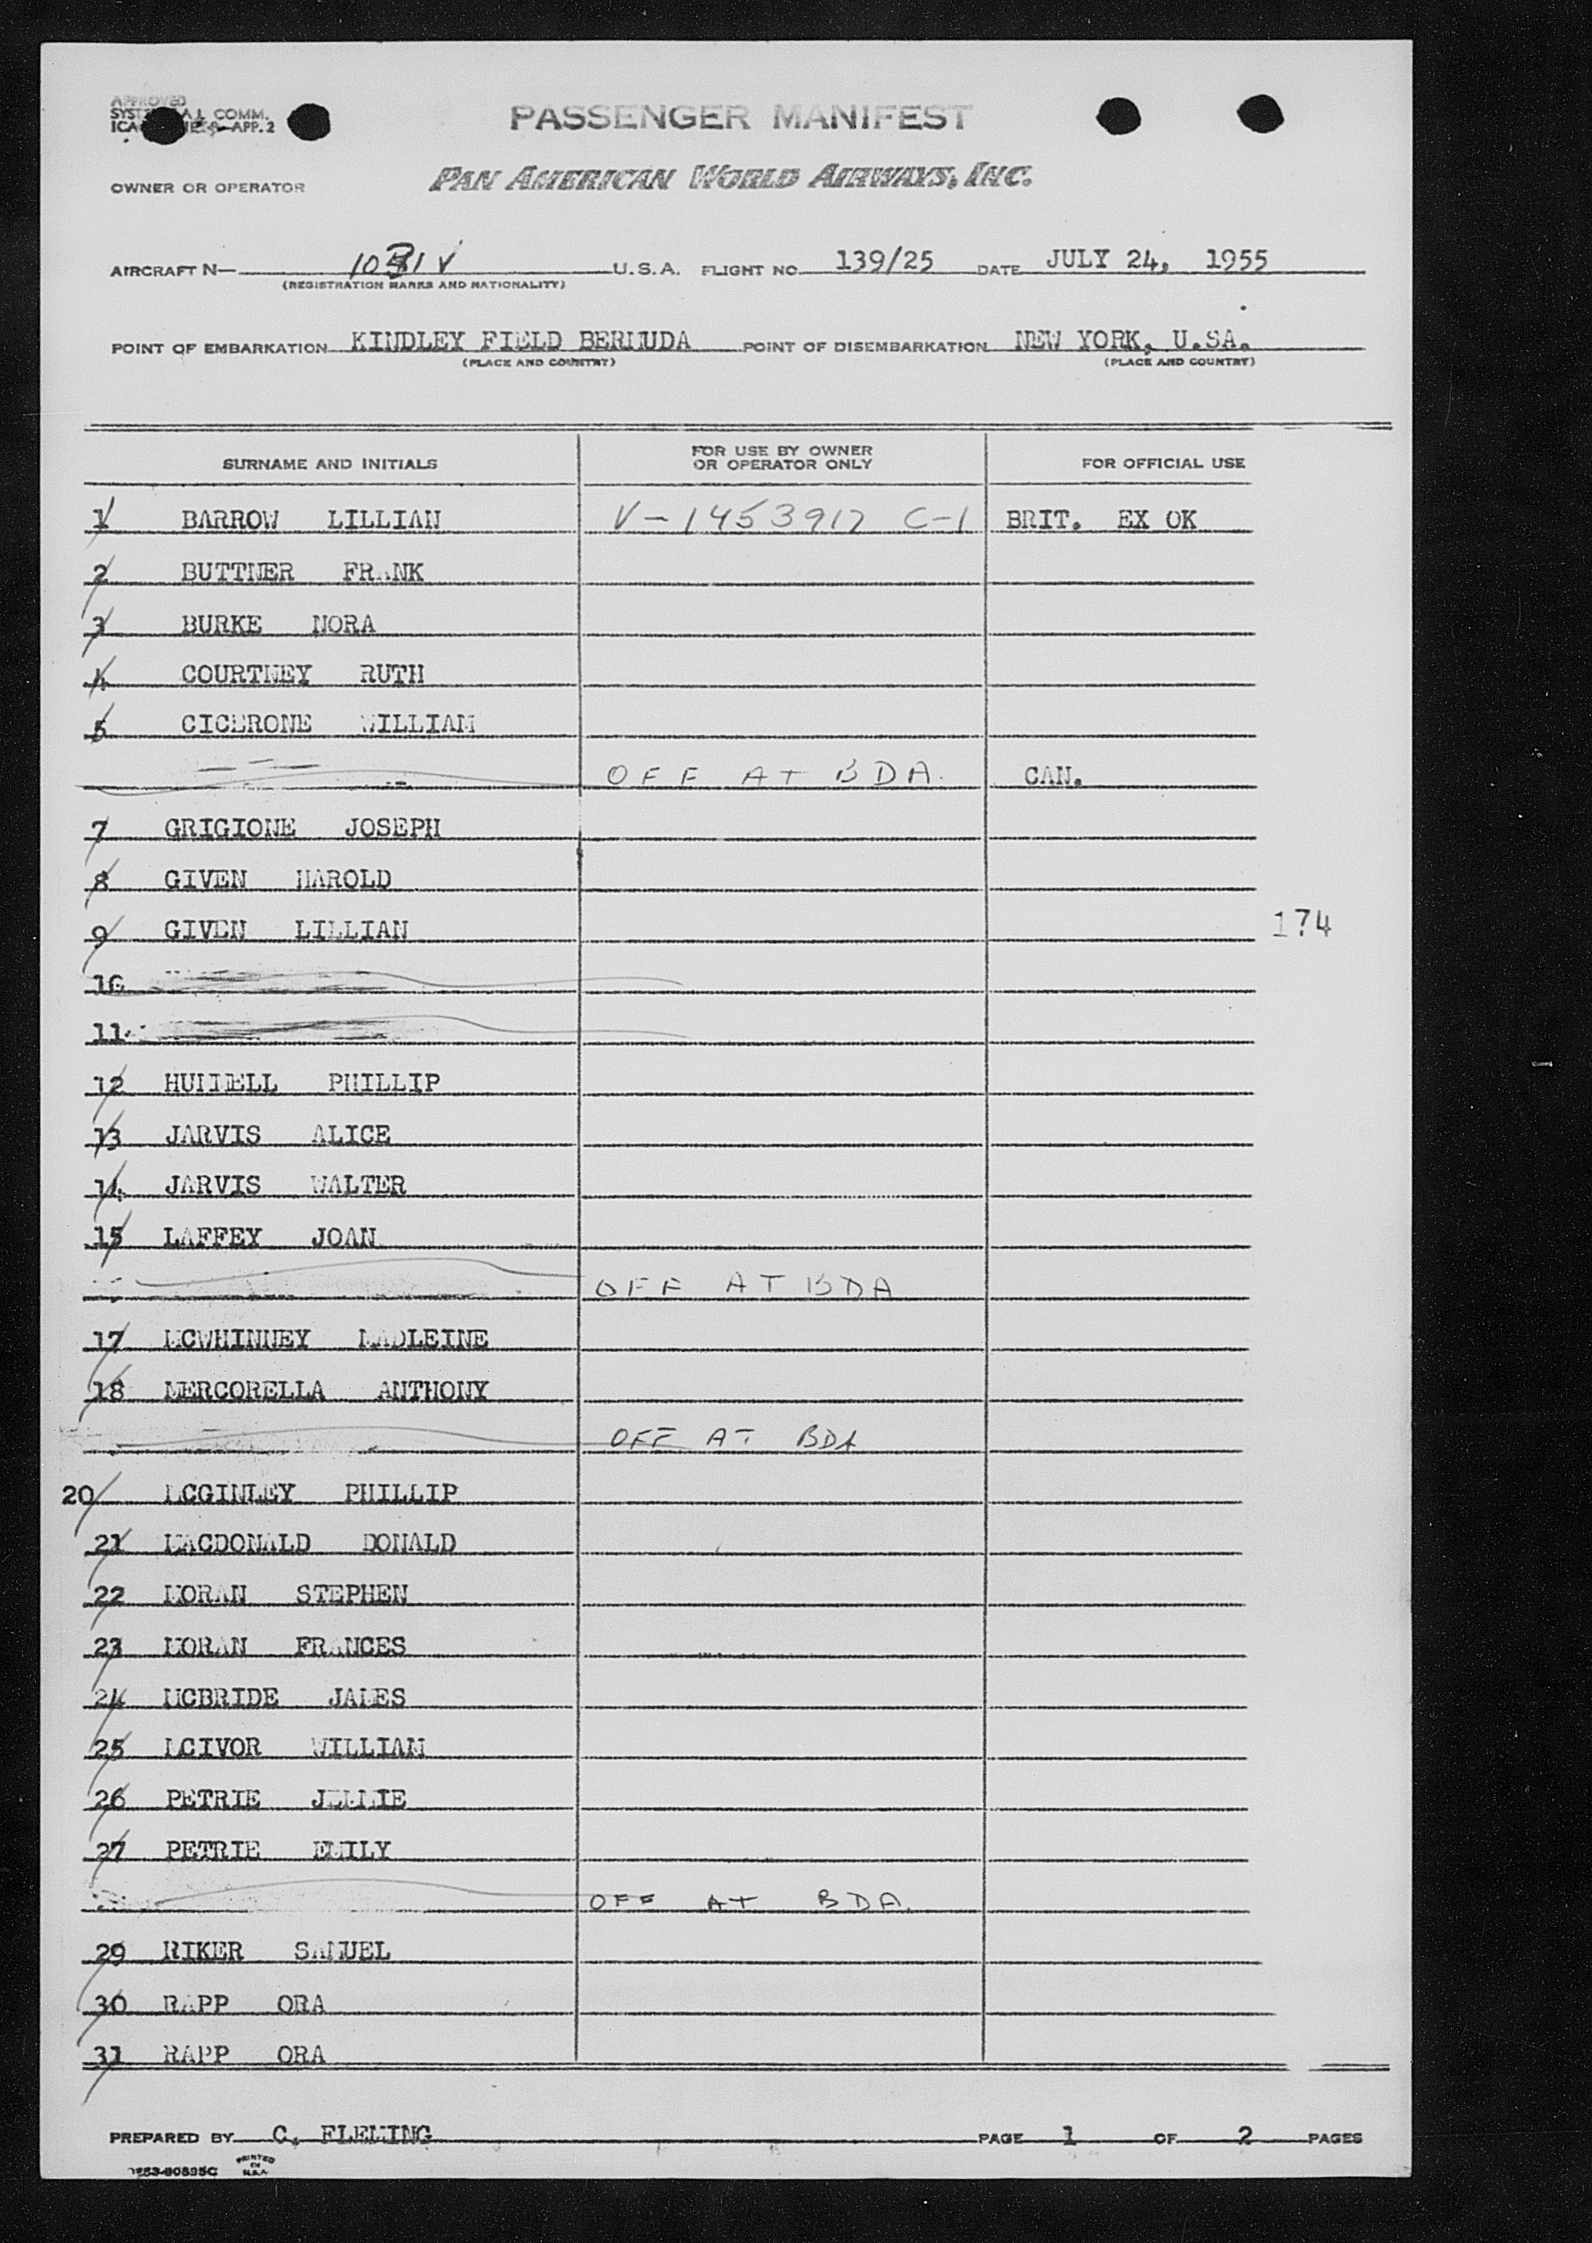 APPROVED
COMM.
APP.2
PASSENGER MANIFEST
OWNER OR OPERATOR PAN AMERICAN WORLD AIRWAYS, INC.
AIRCRAFT N— V U.S.A. FLIGHT NO. 139/25 DATE JULY 24, 1955
(REGISTRATION MARKS AND NATIONALITY)
POINT OF EMBARKATION KINDLEY FIELD BERMUDA POINT OF DISEMBARKATION NEW YORK, U.SA.
(PLACE AND COUNTRY) (PLACE AND COUNTRY)
SURNAME AND INITIALS FOR USE BY OWNER OR OPERATOR ONLY FOR OFFICIAL USE
1 BARROW LILLIAN V-1453917 C-1 BRIT. EX OK
2 BUTTNER FRANK
3 BURKE NORA
4 COURTNEY RUTH
5 CICERONE WILLIAM
OFF AT BDA. CAN.
7 GRIGIONE JOSEPH
8 GIVEN HAROLD
9 GIVEN LILLIAN 174
10
11
12 PHILLIP
13 JARVIS ALICE
14 JARVIS WALTER
15 LAFFEY JOAN
OFF AT BDA
17 MCWHINNEY MADLEINE
18 MERCORELLA ANTHONY
OFF AT BDA
20 MCGINLEY PHILLIP
21 MACDONALD DONALD
22 MORAN STEPHEN
23 MORAN FRANCES
24 MCBRIDE JAMES
25 MCIVOR WILLIAM
26 PETRIE
27 PETRIE EMILY
OFF AT BDA.
29 RIKER SAMUEL
30 RAPP ORA
31 RAPP ORA
PREPARED BY C. FLEMING PAGE 1 OF 2 PAGES
PRINTED
IN
U.S.A.